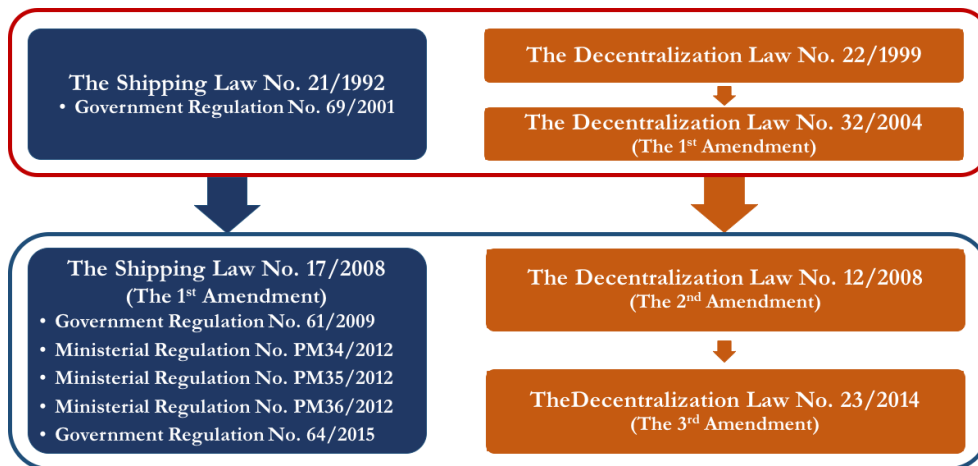 The Shipping Law No. 21/1992
• Government Regulation No. 69/2001
The Decentralization Law No. 22/1999
The Decentralization Law No. 32/2004
(The 1st Amendment)
The Shipping Law No. 17/2008
(The 1st Amendment)
• Government Regulation No. 61/2009
• Ministerial Regulation No. PM34/2012
• Ministerial Regulation No. PM35/2012
• Ministerial Regulation No. PM36/2012
• Government Regulation No. 64/2015
The Decentralization Law No. 12/2008
(The 2nd Amendment)
TheDecentralization Law No. 23/2014
(The 3rd Amendment)